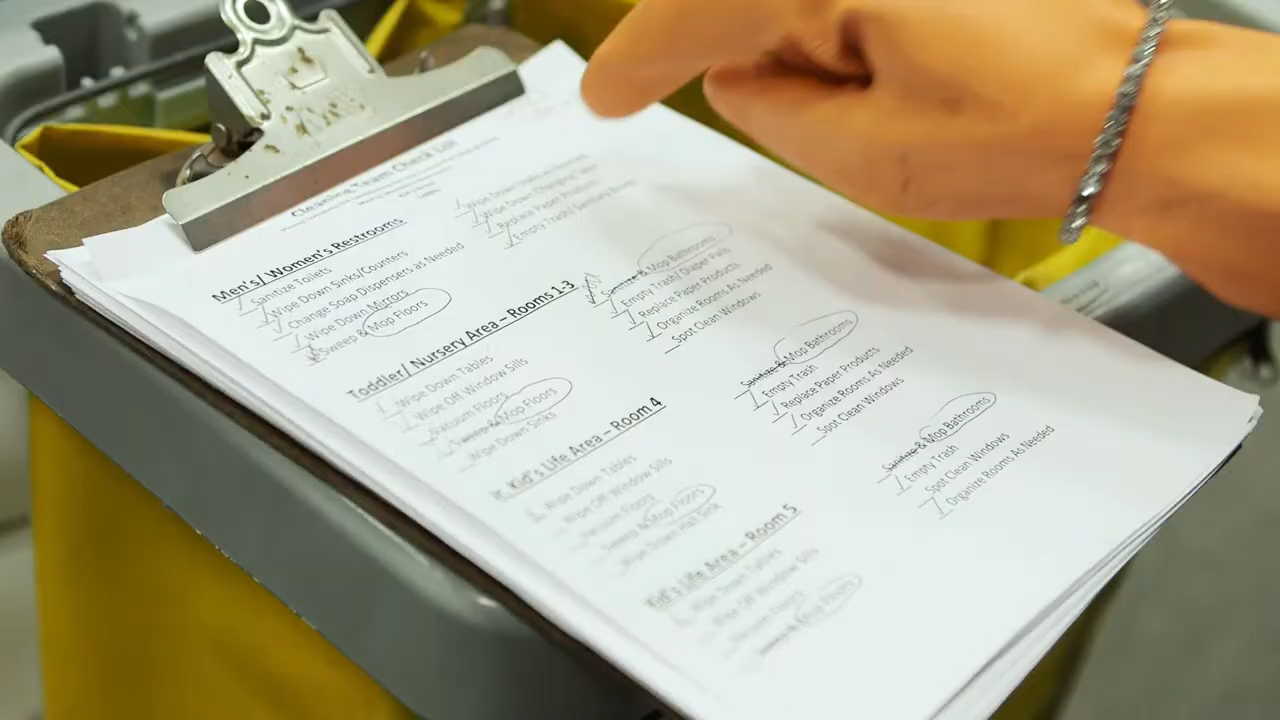 Cleaning Team Check List
Men's/ Women's Restrooms
Sanitize Toilets
Wipe Down Sinks/Counters
Change Soap Dispensers as Needed
Wipe Down Mirrors
Sweep & Mop Floors
Wipe Down
Wipe Down Changing
Replace Paper Products
Empty Trash/ Sanitary
Toddler/ Nursery Area – Rooms 1-3
Wipe Down Tables
Wipe Off Window Sills
Vacuum Floors
Sweep & Mop Floors
Wipe Down Sinks
Sanitize & Mop Bathrooms
Empty Trash/ Diaper Pails
Replace Paper Products
Organize Rooms As Needed
Spot Clean Windows
Jr. Kid's Life Area – Room 4
Wipe Down Tables
Wipe Off Window Sills
Vacuum Floors
Sweep & Mop Floors
Wipe Down Sink
Sanitize & Mop Bathrooms
Empty Trash
Replace Paper Products
Organize Rooms As Needed
Spot Clean Windows
Kid's Life Area – Room 5
Wipe Down Tables
Wipe Off Window Sills
Vacuum Floors
Mop Floors
Sanitize & Mop Bathrooms
Empty Trash
Spot Clean Windows
Organize Rooms As Needed